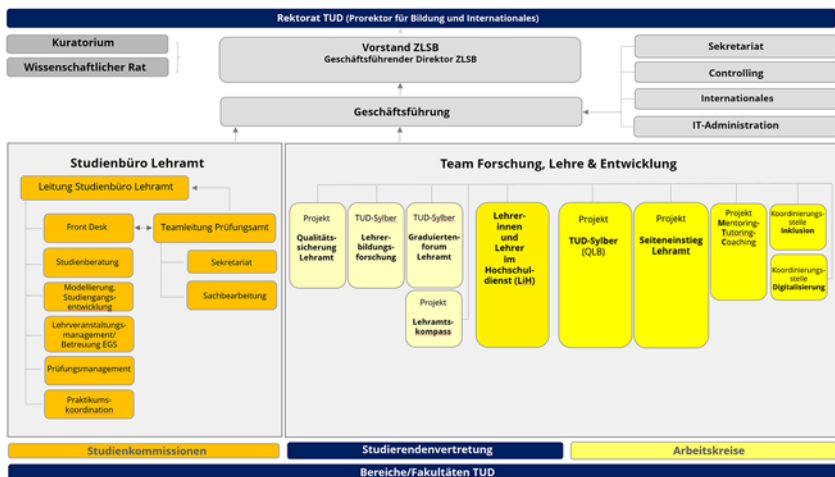 Rektorat TUD (Prorektor für Bildung und Internationales)
Kuratorium
Wissenschaftlicher Rat
Vorstand ZLSB
Geschäftsführender Direktor ZLSB
Geschäftsführung
Sekretariat
Controlling
Internationales
IT-Administration
Studienbüro Lehramt
Leitung Studienbüro Lehramt
Front Desk
Teamleitung Prüfungsamt
Studienberatung
Sekretariat
Modellierung,
Studiengangs-
entwicklung
Sachbearbeitung
Lehrveranstaltungs-
management/
Betreuung EGS
Prüfungsmanagement
Praktikums-
koordination
Team Forschung, Lehre & Entwicklung
Projekt
Qualitäts-
sicherung
Lehramt
TUD-Sylber
Lehrer-
bildungs-
forschung
TUD-Sylber
Graduierten-
forum
Lehramt
Projekt
Lehramts-
kompass
Lehrer-
innen
und
Lehrer
im
Hochschul-
dienst (LiH)
Projekt
TUD-Sylber
(QLB)
Projekt
Seiteneinstieg
Lehramt
Projekt
Mentoring-
Tutoring-
Coaching
Koordinierungs-
stelle
Inklusion
Koordinierungs-
stelle
Digitalisierung
Studienkommissionen
Studierendenvertretung
Arbeitskreise
Bereiche/Fakultäten TUD